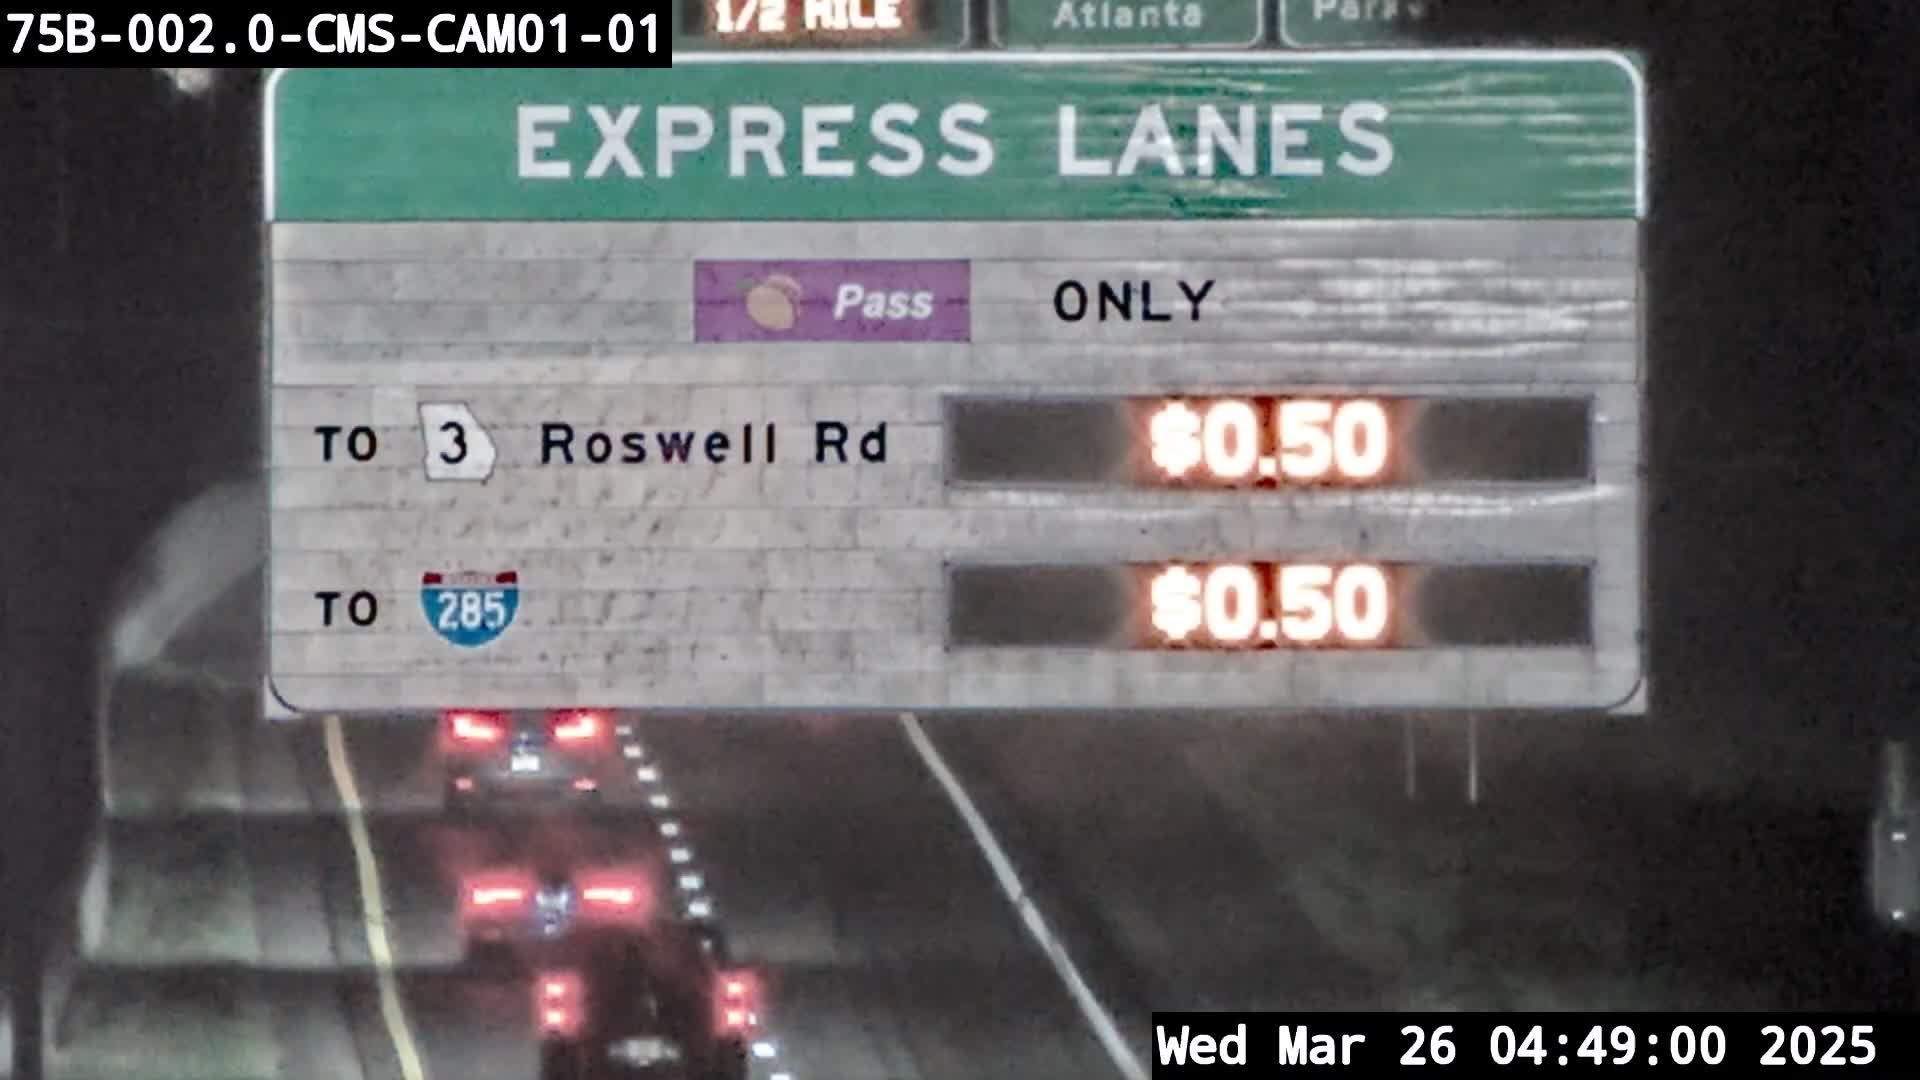 75B-002.0-CMS-CAM01-01
1/2 MILE
Atlanta
EXPRESS LANES
Pass ONLY
TO 3 Roswell Rd $0.50
TO 285 $0.50
Wed Mar 26 04:49:00 2025